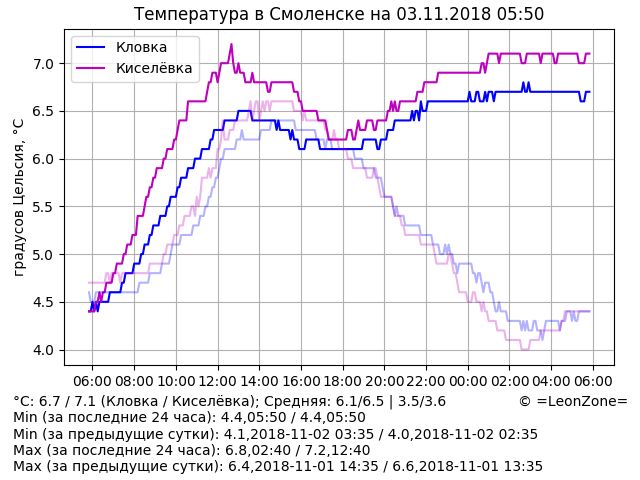 Температура в Смоленске на 03.11.2018 05:50
Кловка
Киселёвка
градусов Цельсия, °C
7.0
6.5
6.0
5.5
5.0
4.5
4.0
06:00 08:00 10:00 12:00 14:00 16:00 18:00 20:00 22:00 00:00 02:00 04:00 06:00
°C: 6.7 / 7.1 (Кловка / Киселёвка); Средняя: 6.1/6.5 | 3.5/3.6 © =LeonZone=
Min (за последние 24 часа): 4.4,05:50 / 4.4,05:50
Min (за предыдущие сутки): 4.1,2018-11-02 03:35 / 4.0,2018-11-02 02:35
Max (за последние 24 часа): 6.8,02:40 / 7.2,12:40
Max (за предыдущие сутки): 6.4,2018-11-01 14:35 / 6.6,2018-11-01 13:35